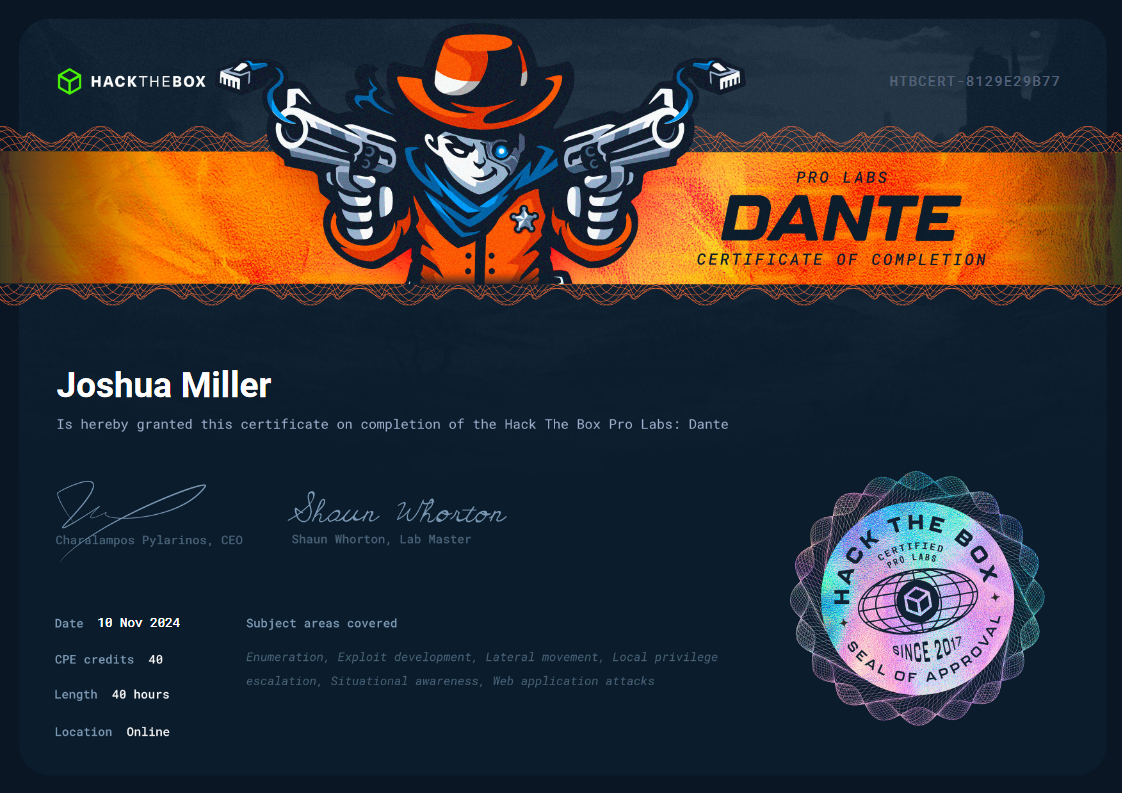 HACKTHEBOX
HTBCERT-8129E29B77
PRO LABS
DANTE
CERTIFICATE OF COMPLETION
Joshua Miller
Is hereby granted this certificate on completion of the Hack The Box Pro Labs: Dante
Shaun Whorton
Charalampos Pylarinos, CEO
Shaun Whorton, Lab Master
Date 10 Nov 2024
CPE credits 40
Length 40 hours
Location Online
Subject areas covered
Enumeration, Exploit development, Lateral movement, Local privilege
escalation, Situational awareness, Web application attacks
HACK THE BOX
CERTIFIED
PRO LABS
SINCE 2017
SEAL OF APPROVAL